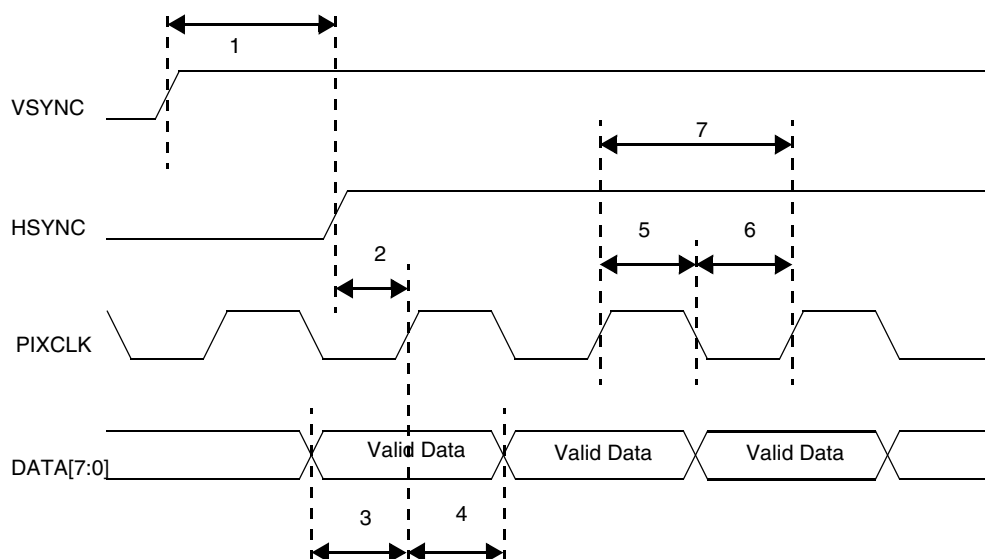 1
VSYNC
7
HSYNC
2
5
6
PIXCLK
DATA[7:0]
Valid Data
Valid Data
Valid Data
3
4